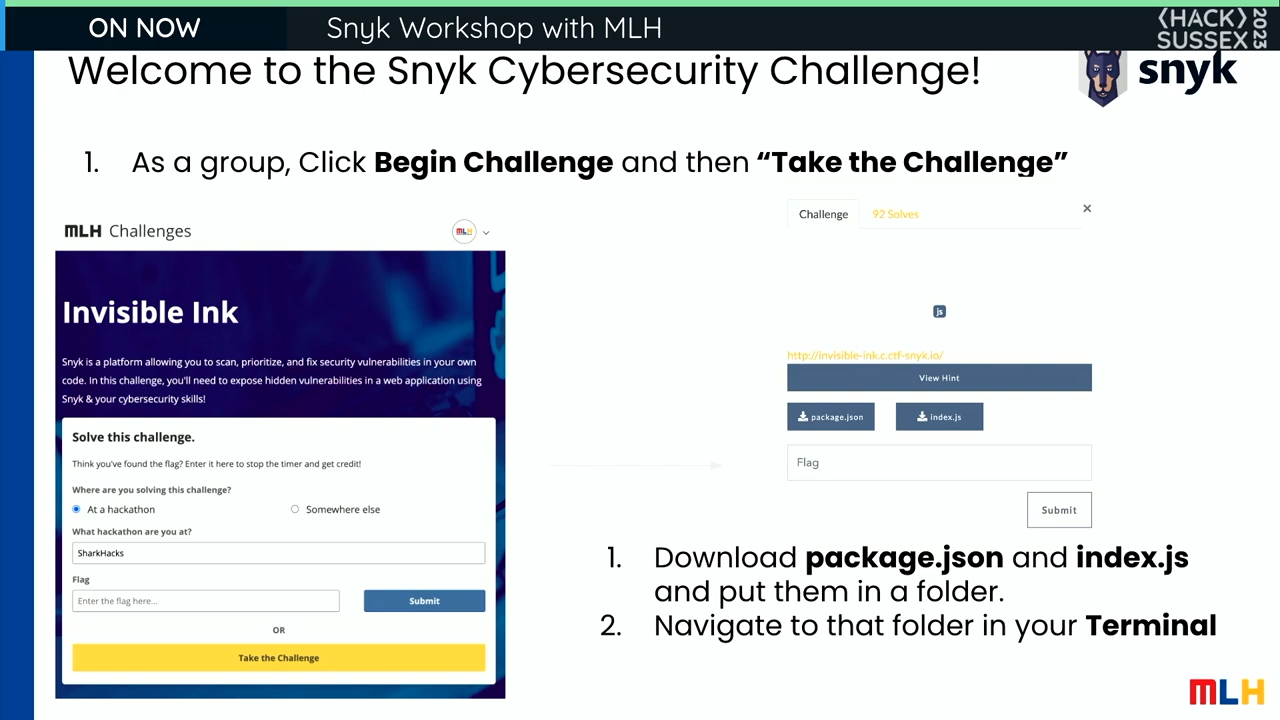 ON NOW
Snyk Workshop with MLH
⟨HACK⟩
SUSSEX
2023
Welcome to the Snyk Cybersecurity Challenge!
snyk
1. As a group, Click Begin Challenge and then “Take the Challenge”
MLH Challenges
MLH
Invisible Ink
Snyk is a platform allowing you to scan, prioritize, and fix security vulnerabilities in your own
code. In this challenge, you'll need to expose hidden vulnerabilities in a web application using
Snyk & your cybersecurity skills!
Solve this challenge.
Think you've found the flag? Enter it here to stop the timer and get credit!
Where are you solving this challenge?
At a hackathon
Somewhere else
What hackathon are you at?
SharkHacks
Flag
Enter the flag here...
Submit
OR
Take the Challenge
Challenge
92 Solves
×
js
http://invisible-ink.c.ctf-snyk.io/
View Hint
package.json
index.js
Flag
Submit
1. Download package.json and index.js
and put them in a folder.
2. Navigate to that folder in your Terminal
MLH